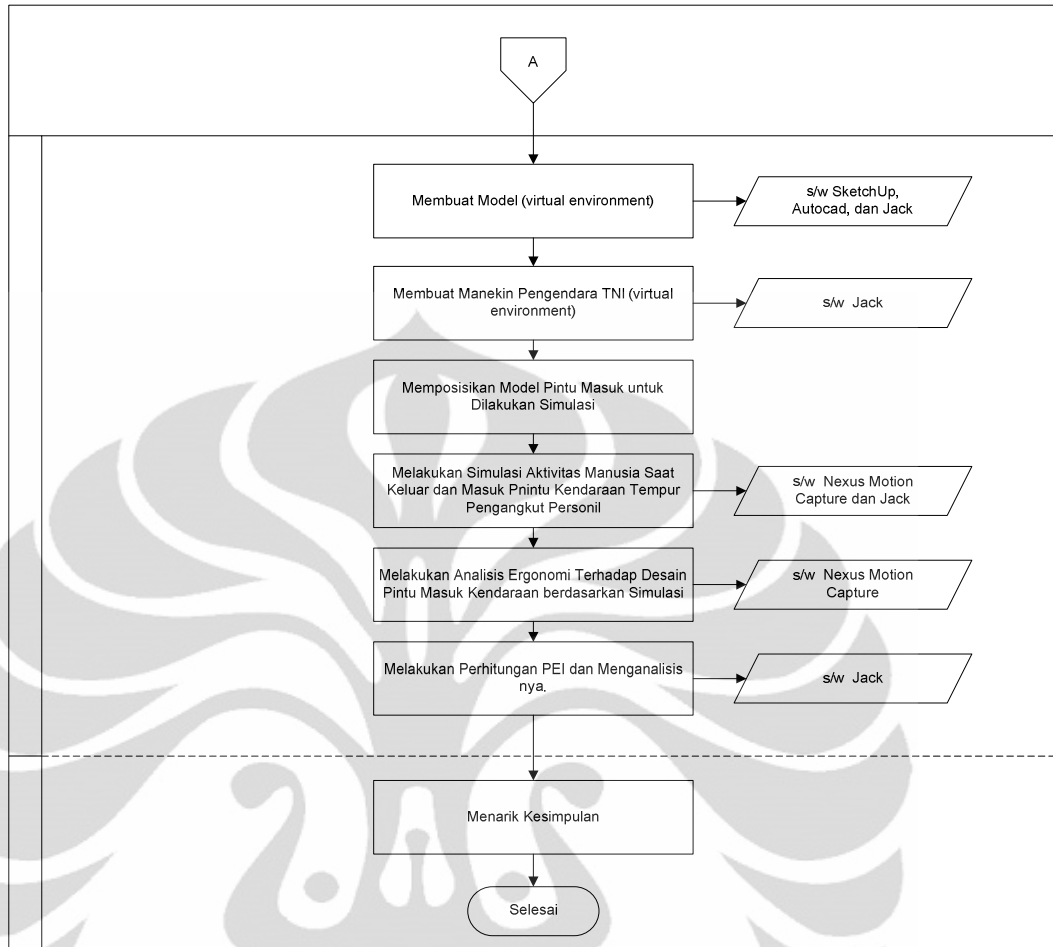 A
Membuat Model (virtual environment)
s/w SketchUp,
Autocad, dan Jack
Membuat Manekin Pengendara TNI (virtual
environment)
s/w Jack
Memposisikan Model Pintu Masuk untuk
Dilakukan Simulasi
Melakukan Simulasi Aktivitas Manusia Saat
Keluar dan Masuk Pnintu Kendaraan Tempur
Pengangkut Personil
s/w Nexus Motion
Capture dan Jack
Melakukan Analisis Ergonomi Terhadap Desain
Pintu Masuk Kendaraan berdasarkan Simulasi
s/w Nexus Motion
Capture
Melakukan Perhitungan PEI dan Menganalisis
nya.
s/w Jack
Menarik Kesimpulan
Selesai